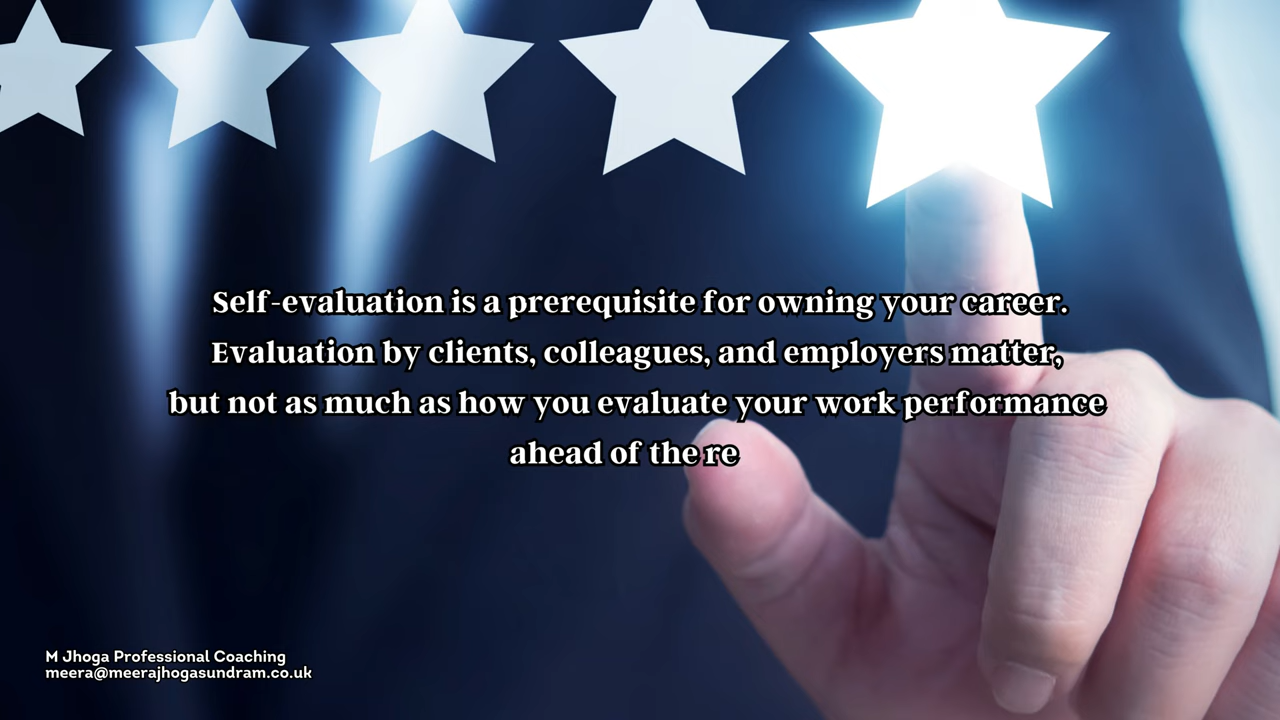 Self-evaluation is a prerequisite for owning your career.
Evaluation by clients, colleagues, and employers matter,
but not as much as how you evaluate your work performance
ahead of the re
M Jhoga Professional Coaching
meera@meerajhogasundram.co.uk